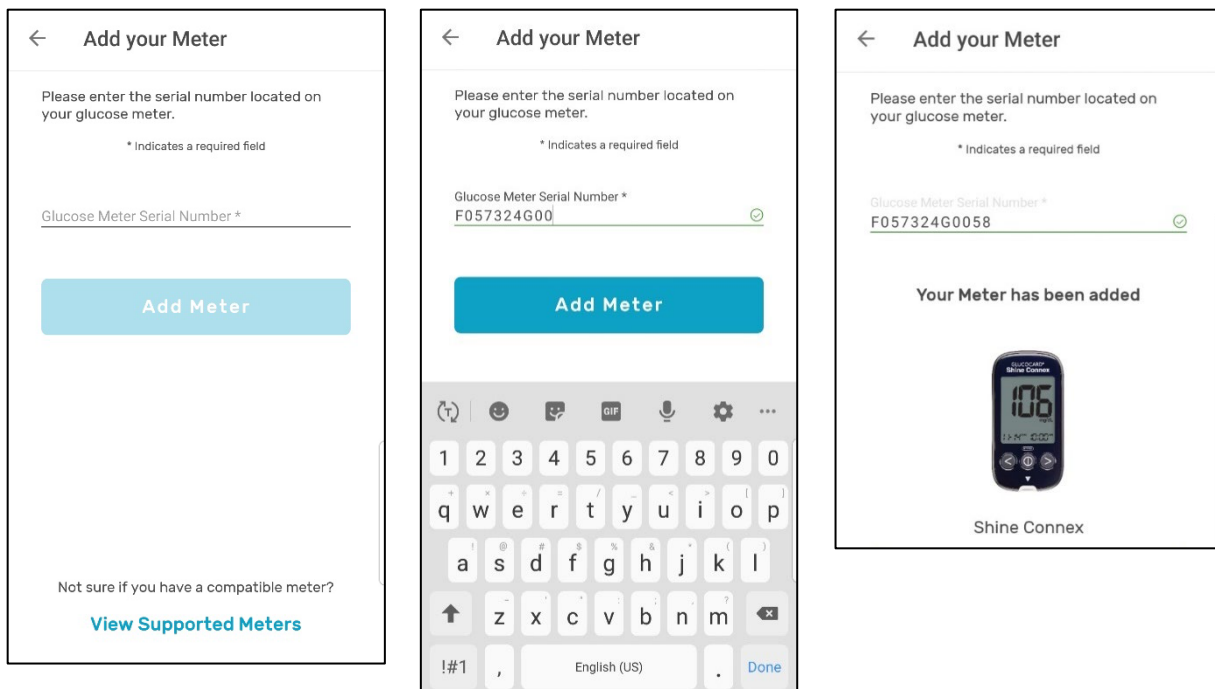 Add your Meter
Please enter the serial number located on
your glucose meter.
* Indicates a required field
Glucose Meter Serial Number *
Add Meter
Not sure if you have a compatible meter?
View Supported Meters
Add your Meter
Please enter the serial number located on
your glucose meter.
* Indicates a required field
Glucose Meter Serial Number *
F057324G00
Add Meter
T GIF ...
1 2 3 4 5 6 7 8 9 0
+ × ÷ = / _ < > [ ]
q w e r t y u i o p
! @ # $ % & * ( )
a s d f g h j k l
- ' " : ; , ?
z x c v b n m
!#1 , English (US) . Done
Add your Meter
Please enter the serial number located on
your glucose meter.
* Indicates a required field
Glucose Meter Serial Number *
F057324G0058
Your Meter has been added
GLUCOCARD
Shine Connex
106
Shine Connex